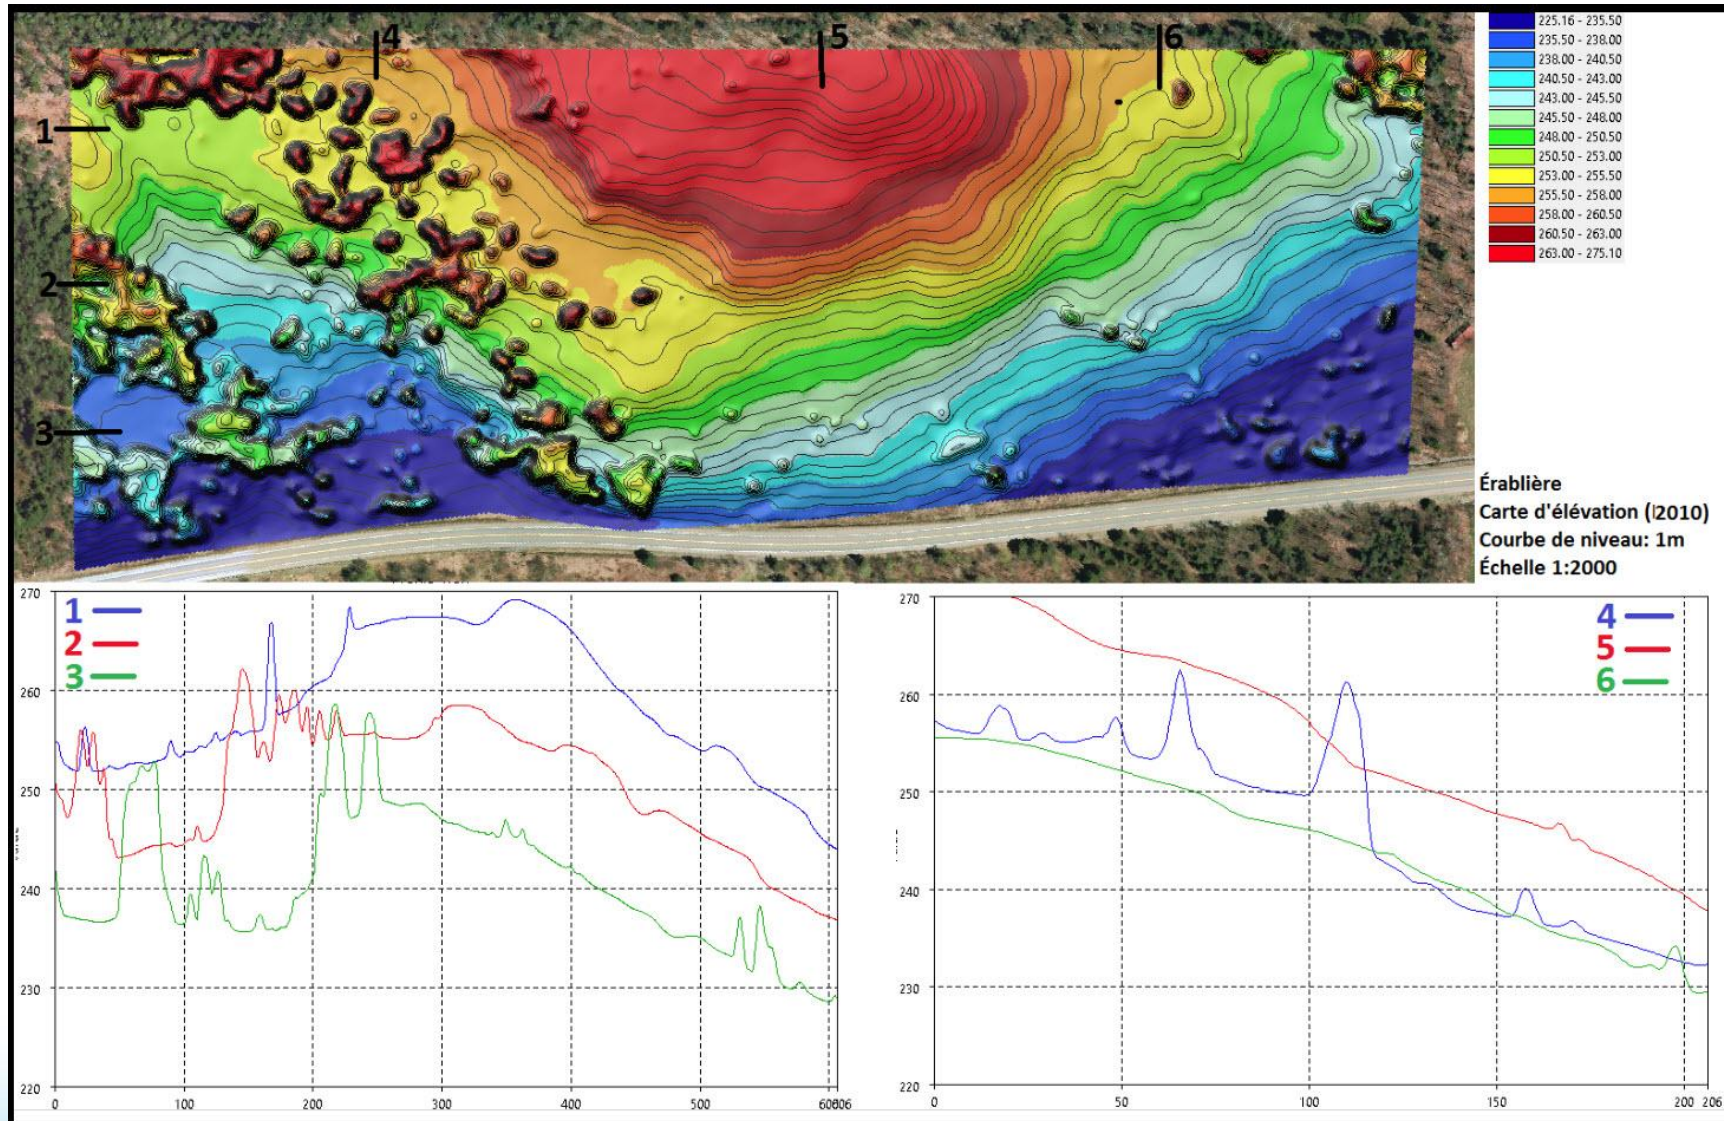 4 5 6
1
2
3
225.16 - 235.50
235.50 - 238.00
238.00 - 240.50
240.50 - 243.00
243.00 - 245.50
245.50 - 248.00
248.00 - 250.50
250.50 - 253.00
253.00 - 255.50
255.50 - 258.00
258.00 - 260.50
260.50 - 263.00
263.00 - 275.10
Érablière
Carte d'élévation (2010)
Courbe de niveau: 1m
Échelle 1:2000
270
260
250
240
230
220
1
2
3
0 100 200 300 400 500 606
270
260
250
240
230
220
4
5
6
0 50 100 150 200 206